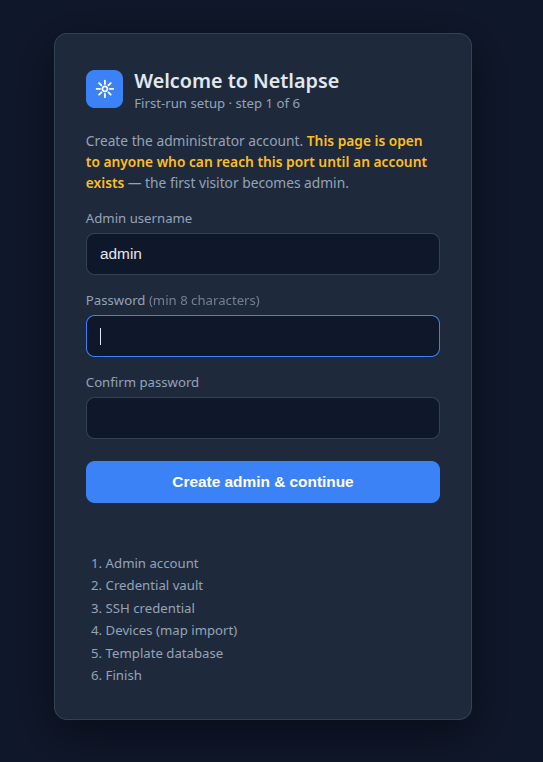 Welcome to Netlapse
First-run setup · step 1 of 6
Create the administrator account. This page is open
to anyone who can reach this port until an account
exists — the first visitor becomes admin.
Admin username
admin
Password (min 8 characters)
Confirm password
Create admin & continue
1. Admin account
2. Credential vault
3. SSH credential
4. Devices (map import)
5. Template database
6. Finish